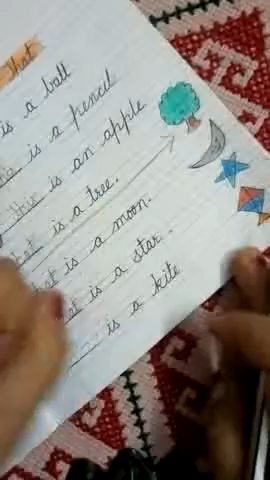 That
is a ball
is a pencil
this is an apple
is a tree.
is a moon.
is a star.
is a kite